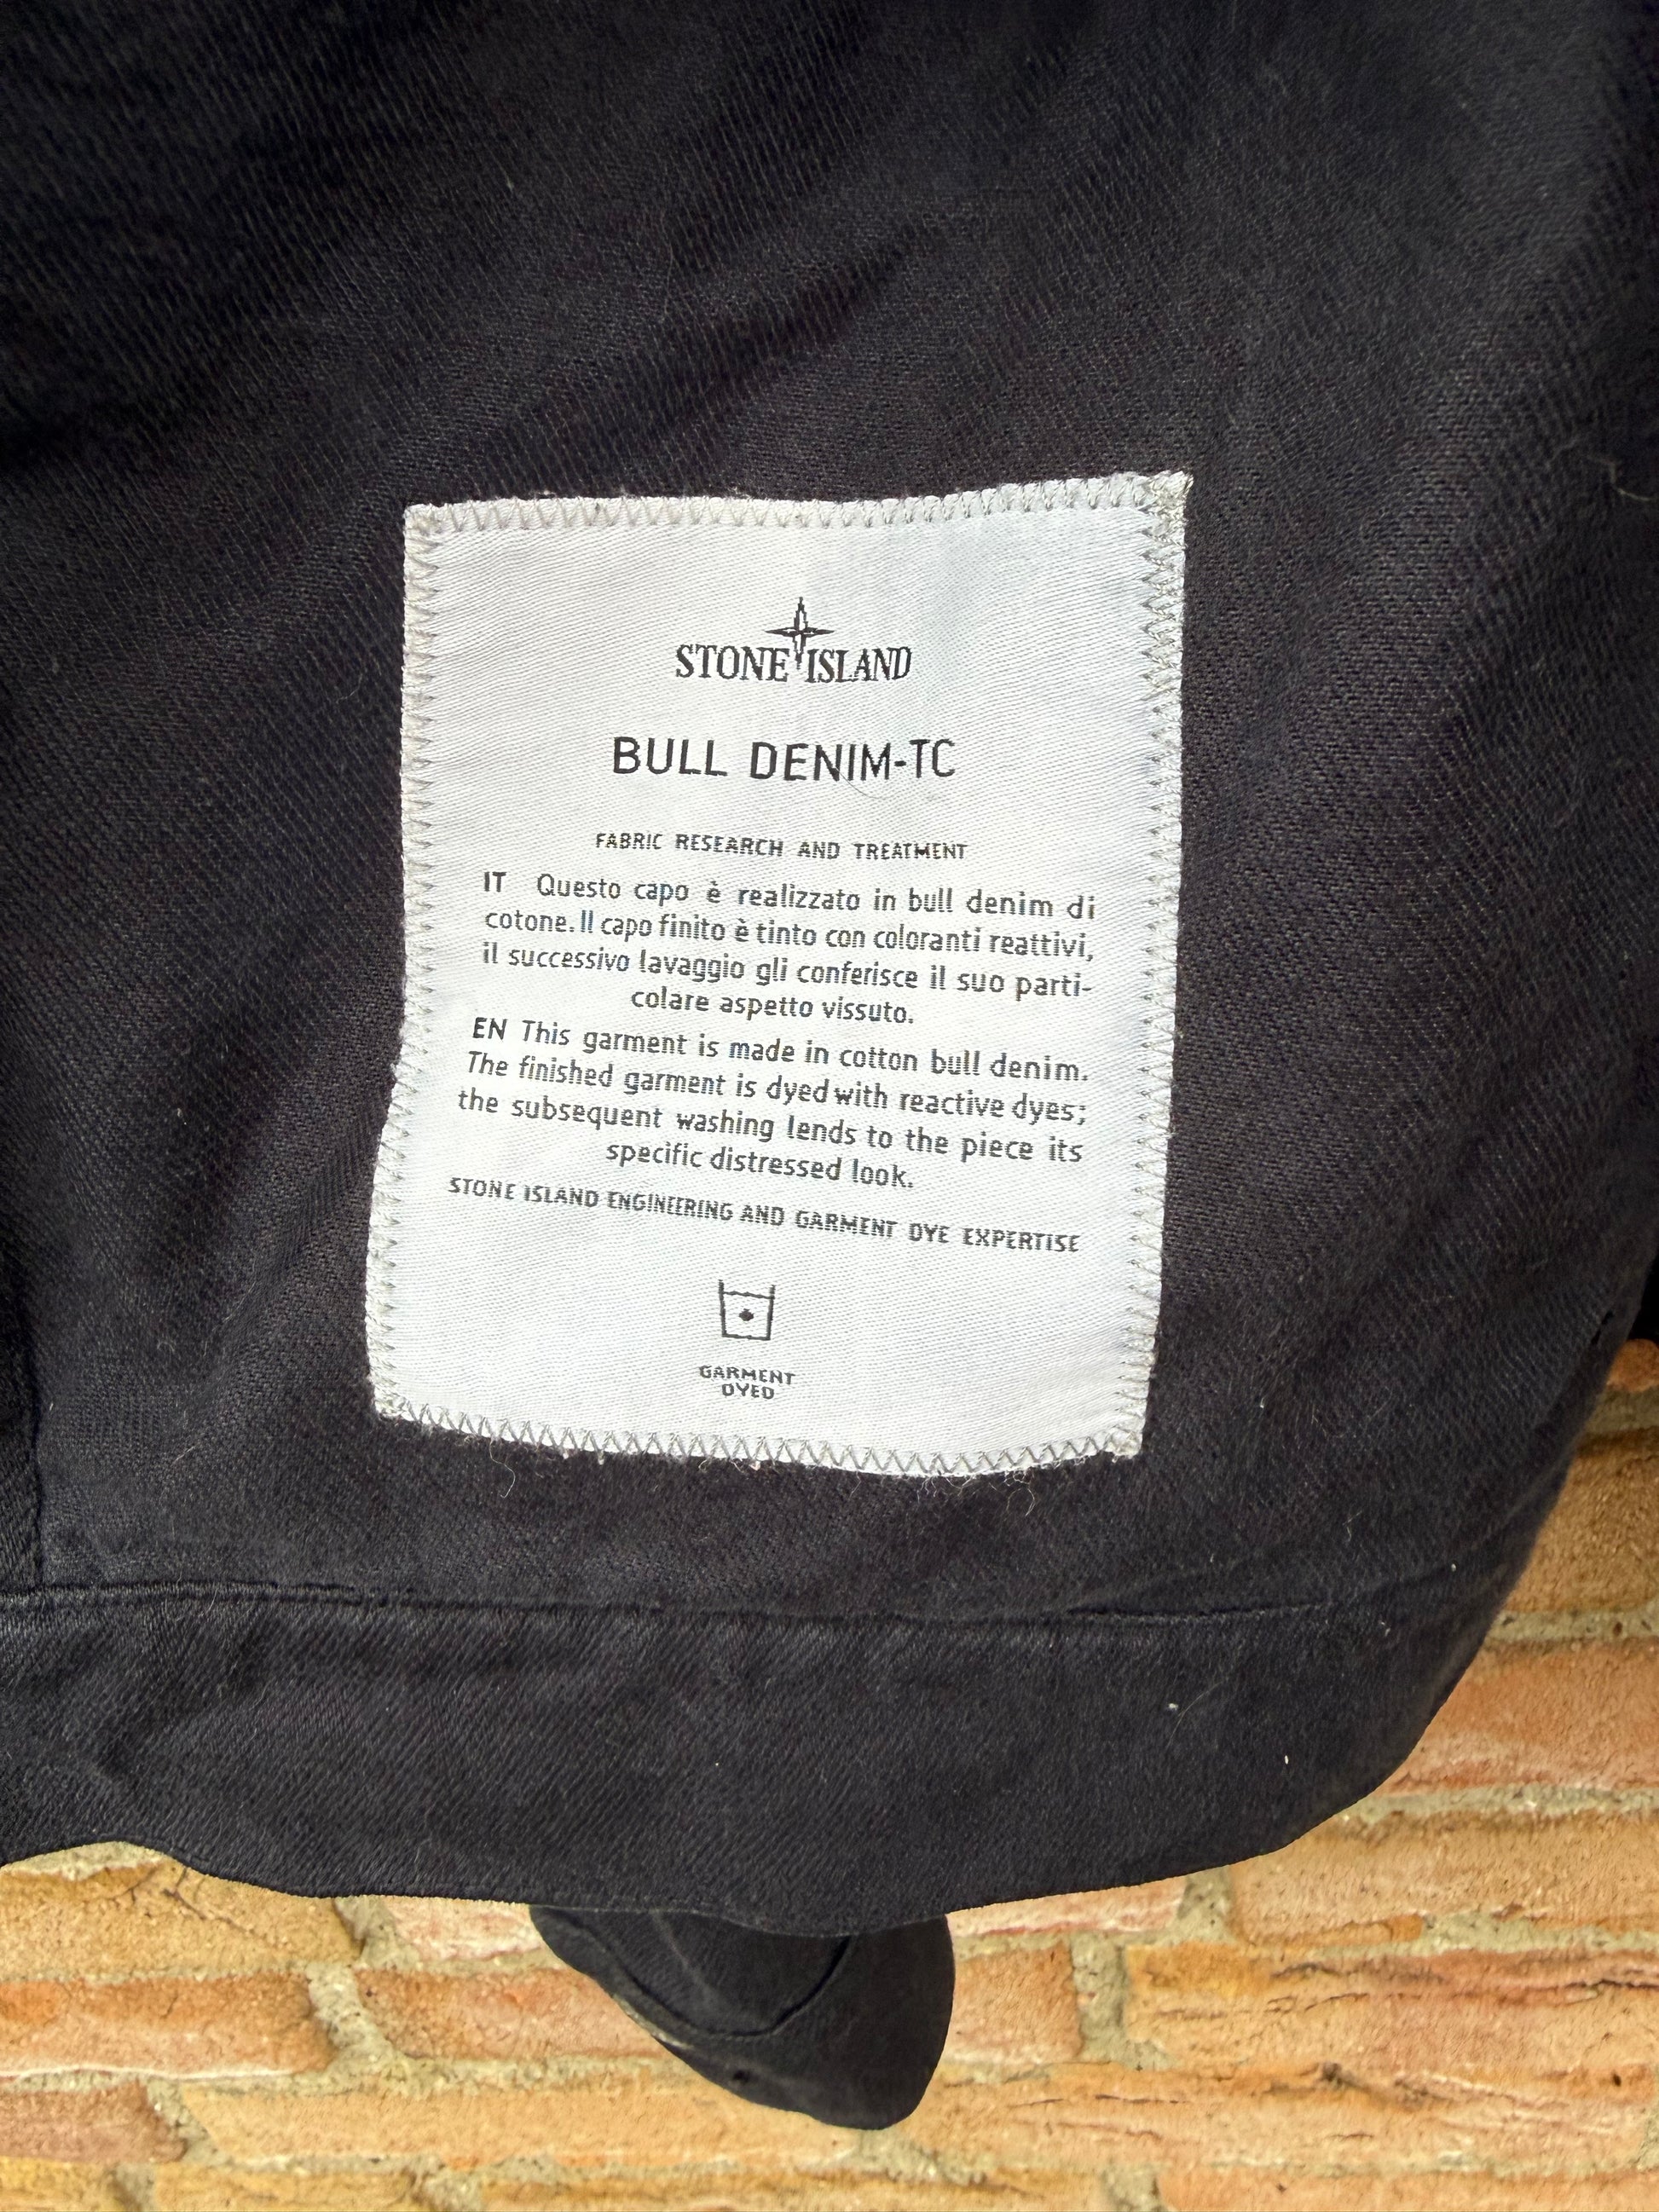 STONE ISLAND
BULL DENIM-TC
FABRIC RESEARCH AND TREATMENT
IT Questo capo è realizzato in bull denim di
cotone. Il capo finito è tinto con coloranti reattivi,
il successivo lavaggio gli conferisce il suo parti-
colare aspetto vissuto.
EN This garment is made in cotton bull denim.
The finished garment is dyed with reactive dyes;
the subsequent washing lends to the piece its
specific distressed look.
STONE ISLAND ENGINEERING AND GARMENT DYE EXPERTISE
GARMENT
DYED